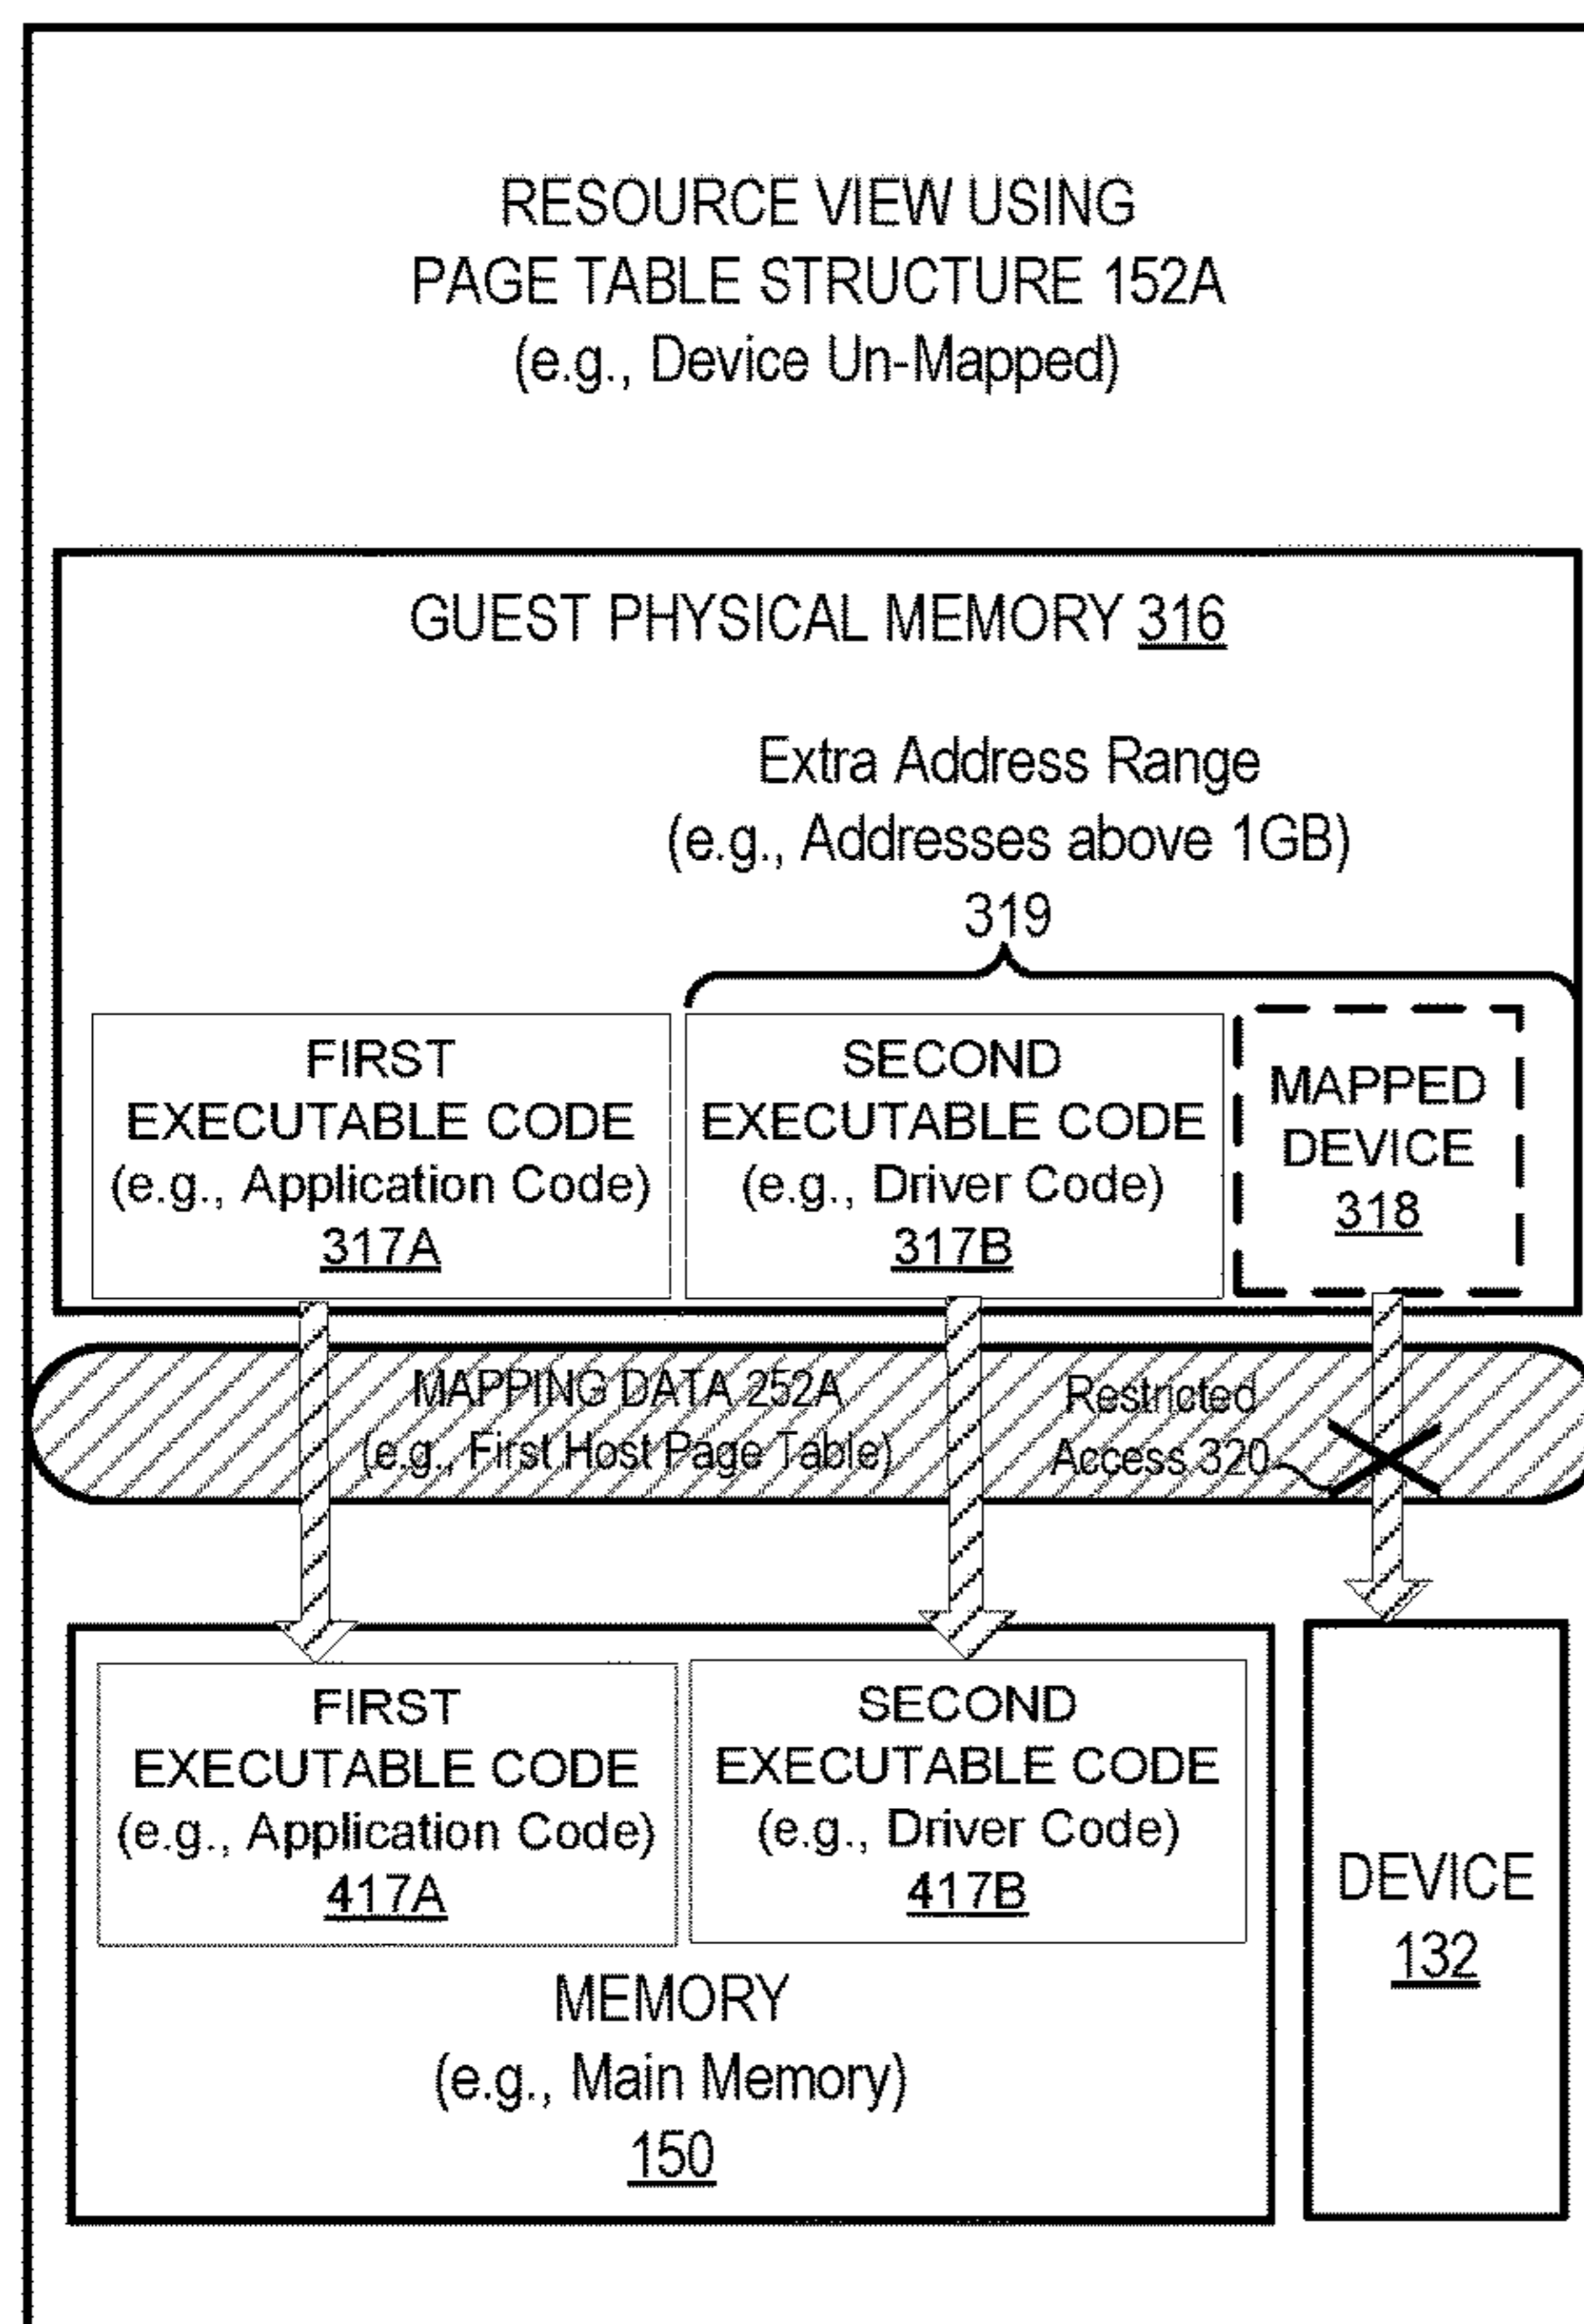 RESOURCE VIEW USING
PAGE TABLE STRUCTURE 152A
(e.g., Device Un-Mapped)
GUEST PHYSICAL MEMORY 316
Extra Address Range
(e.g., Addresses above 1GB)
319
FIRST
EXECUTABLE CODE
(e.g., Application Code)
317A
SECOND
EXECUTABLE CODE
(e.g., Driver Code)
317B
MAPPED
DEVICE
318
MAPPING DATA 252A
(e.g., First Host Page Table)
Restricted
Access 320
FIRST
EXECUTABLE CODE
(e.g., Application Code)
417A
SECOND
EXECUTABLE CODE
(e.g., Driver Code)
417B
MEMORY
(e.g., Main Memory)
150
DEVICE
132